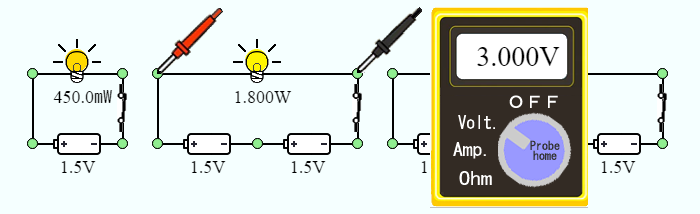 450.0mW
1.5V
1.800W
1.5V
1.5V
3.000V
OFF
Volt.
Amp.
Ohm
Probe
home
1
1.5V